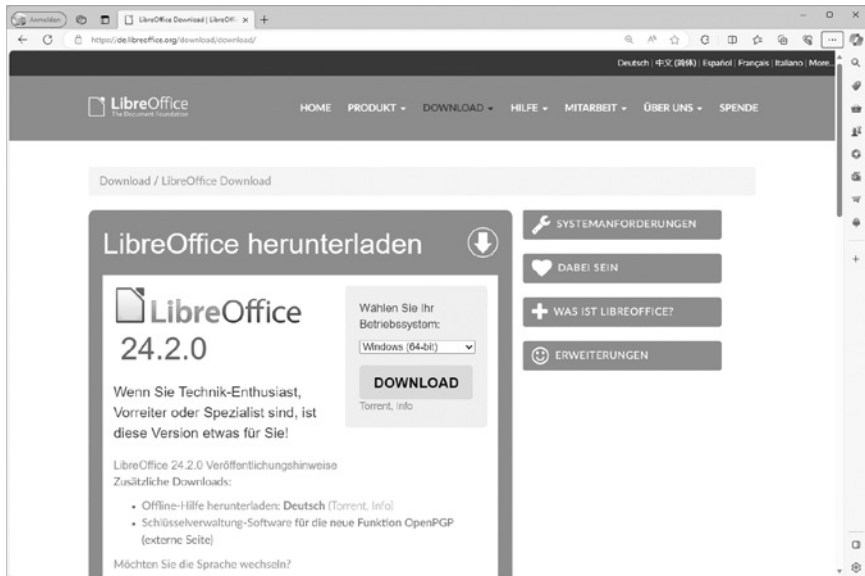 Anmelden
LibreOffice Download | LibreOffi
https://de.libreoffice.org/download/download/
Deutsch | 中文 (简体) | Español | Français | Italiano | More...
LibreOffice
The Document Foundation
HOME PRODUKT DOWNLOAD HILFE MITARBEIT ÜBER UNS SPENDE
Download / LibreOffice Download
LibreOffice herunterladen
LibreOffice
24.2.0
Wenn Sie Technik-Enthusiast,
Vorreiter oder Spezialist sind, ist
diese Version etwas für Sie!
Wählen Sie Ihr
Betriebssystem:
Windows (64-bit)
DOWNLOAD
Torrent, Info
LibreOffice 24.2.0 Veröffentlichungshinweise
Zusätzliche Downloads:
• Offline-Hilfe herunterladen: Deutsch (Torrent, Info)
• Schlüsselverwaltung-Software für die neue Funktion OpenPGP
(externe Seite)
Möchten Sie die Sprache wechseln?
SYSTEMANFORDERUNGEN
DABEI SEIN
WAS IST LIBREOFFICE?
ERWEITERUNGEN